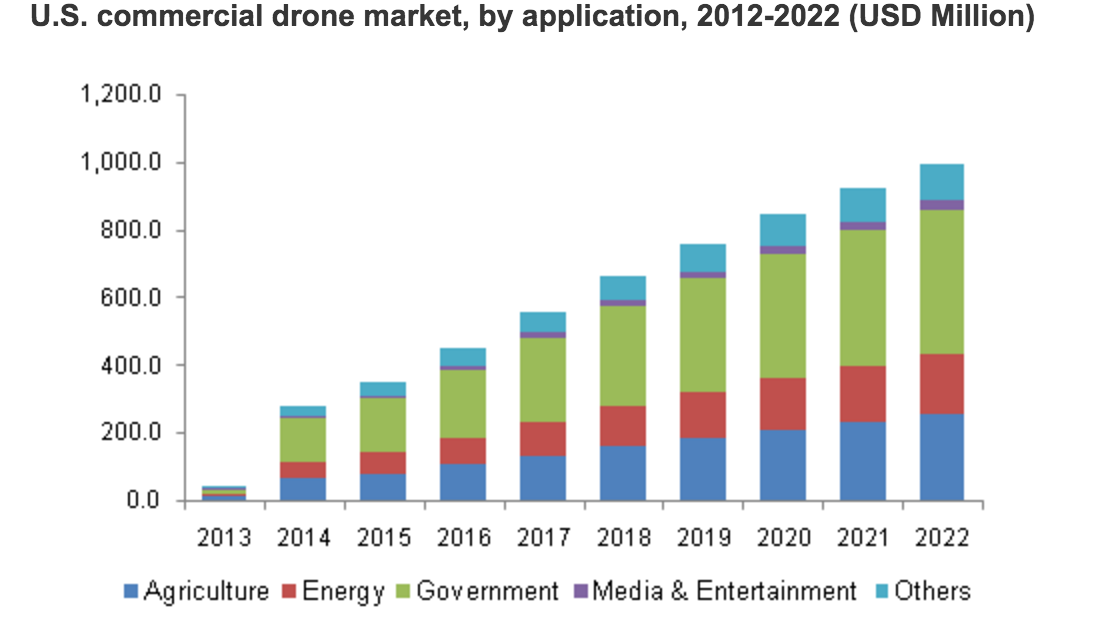 U.S. commercial drone market, by application, 2012-2022 (USD Million)
1,200.0
1,000.0
800.0
600.0
400.0
200.0
0.0
2013 2014 2015 2016 2017 2018 2019 2020 2021 2022
Agriculture Energy Government Media & Entertainment Others